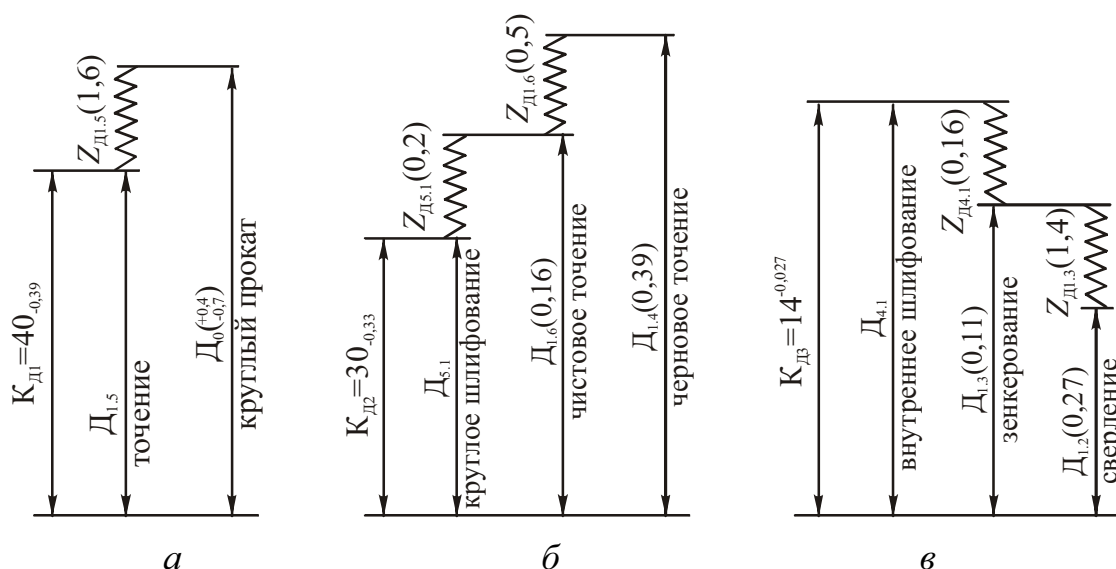 К_Д1=40_-0,39
Д_1.5
точение
Z_Д1.5(1,6)
Д_0(^+0,4_-0,7)
круглый прокат
К_Д2=30_-0,33
Д_5.1
круглое шлифование
Z_Д5.1(0,2)
Д_1.6(0,16)
чистовое точение
Z_Д1.6(0,5)
Д_1.4(0,39)
черновое точение
К_Д3=14^-0,027
Д_4.1
внутреннее шлифование
Z_Д4.1(0,16)
Д_1.3(0,11)
зенкерование
Z_Д1.3(1,4)
Д_1.2(0,27)
сверление
а
б
в